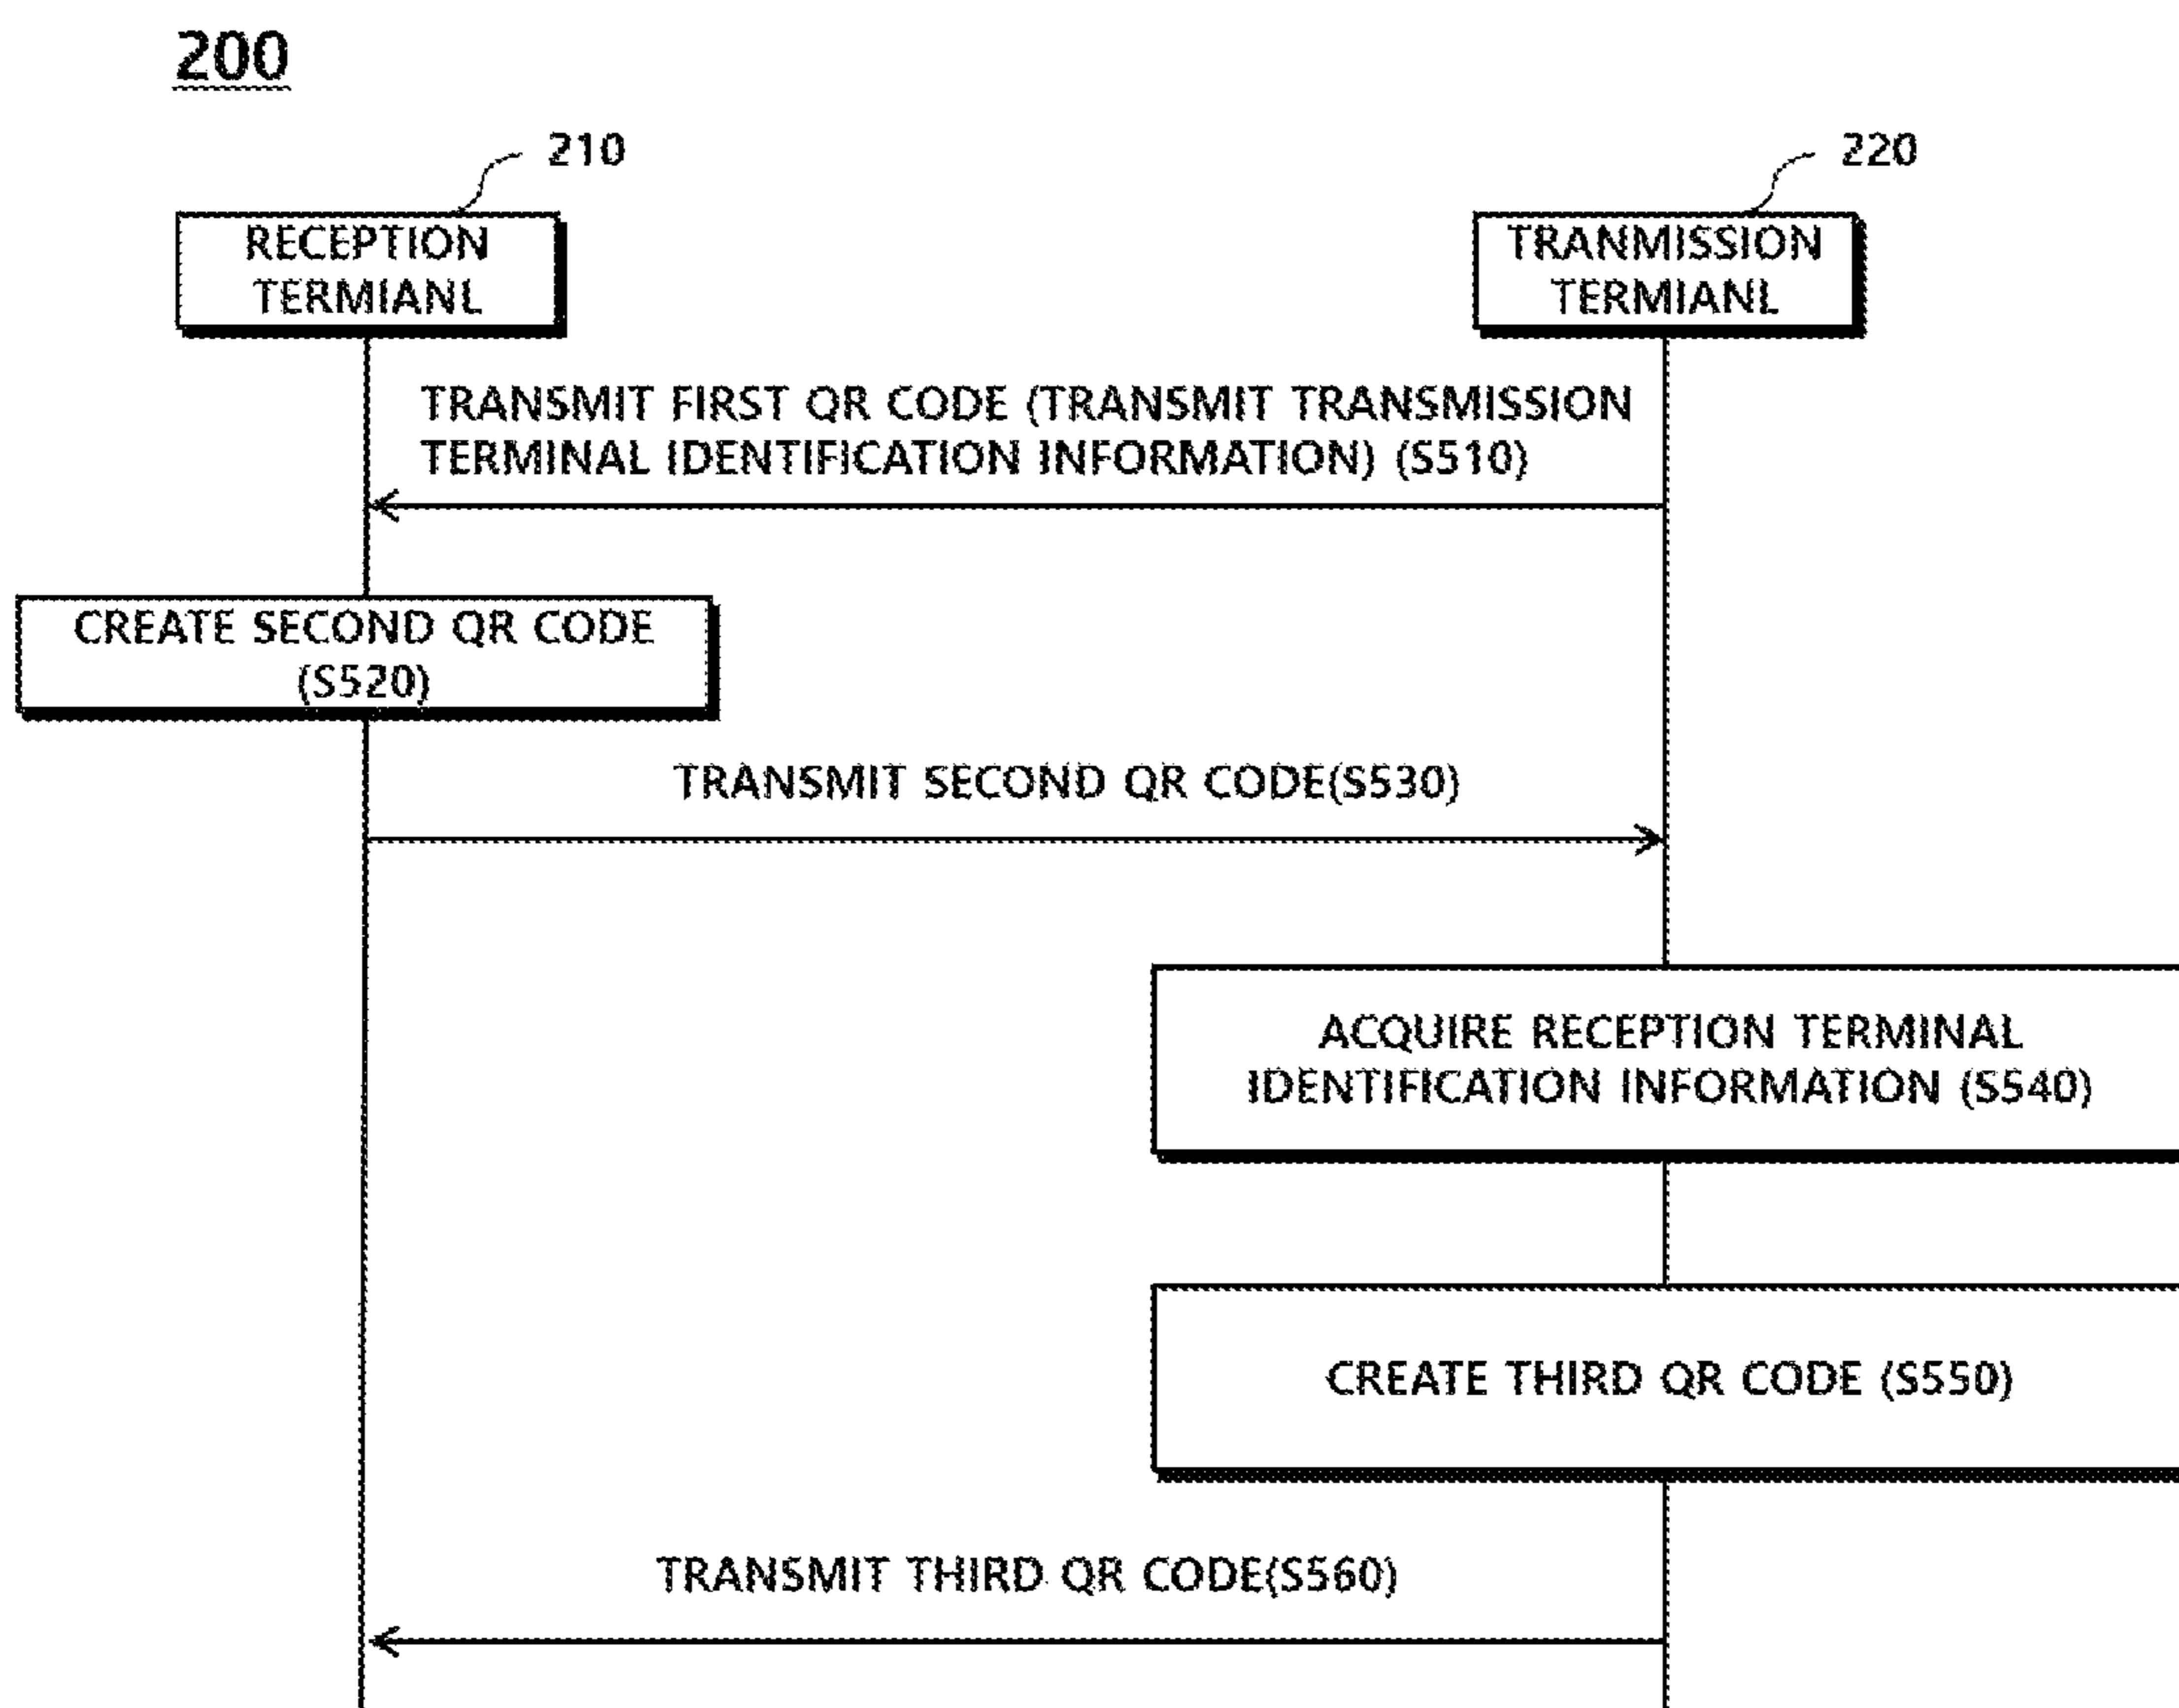 200
210
220
RECEPTION
TERMIANL
TRANMISSION
TERMIANL
TRANSMIT FIRST QR CODE (TRANSMIT TRANSMISSION
TERMINAL IDENTIFICATION INFORMATION) (S510)
CREATE SECOND QR CODE
(S520)
TRANSMIT SECOND QR CODE(S530)
ACQUIRE RECEPTION TERMINAL
IDENTIFICATION INFORMATION (S540)
CREATE THIRD QR CODE (S550)
TRANSMIT THIRD QR CODE(S560)